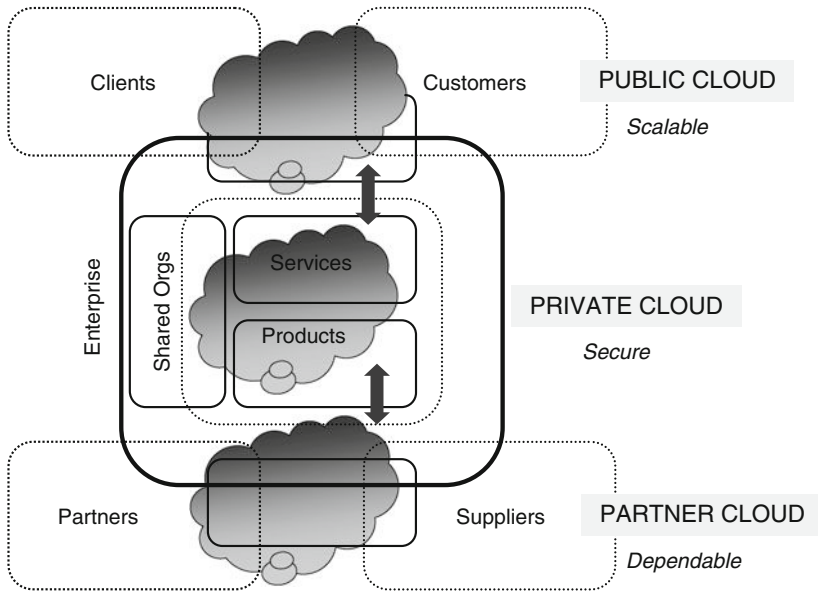 Clients
Customers
PUBLIC CLOUD
Scalable
Enterprise
Shared Orgs
Services
Products
PRIVATE CLOUD
Secure
Partners
Suppliers
PARTNER CLOUD
Dependable